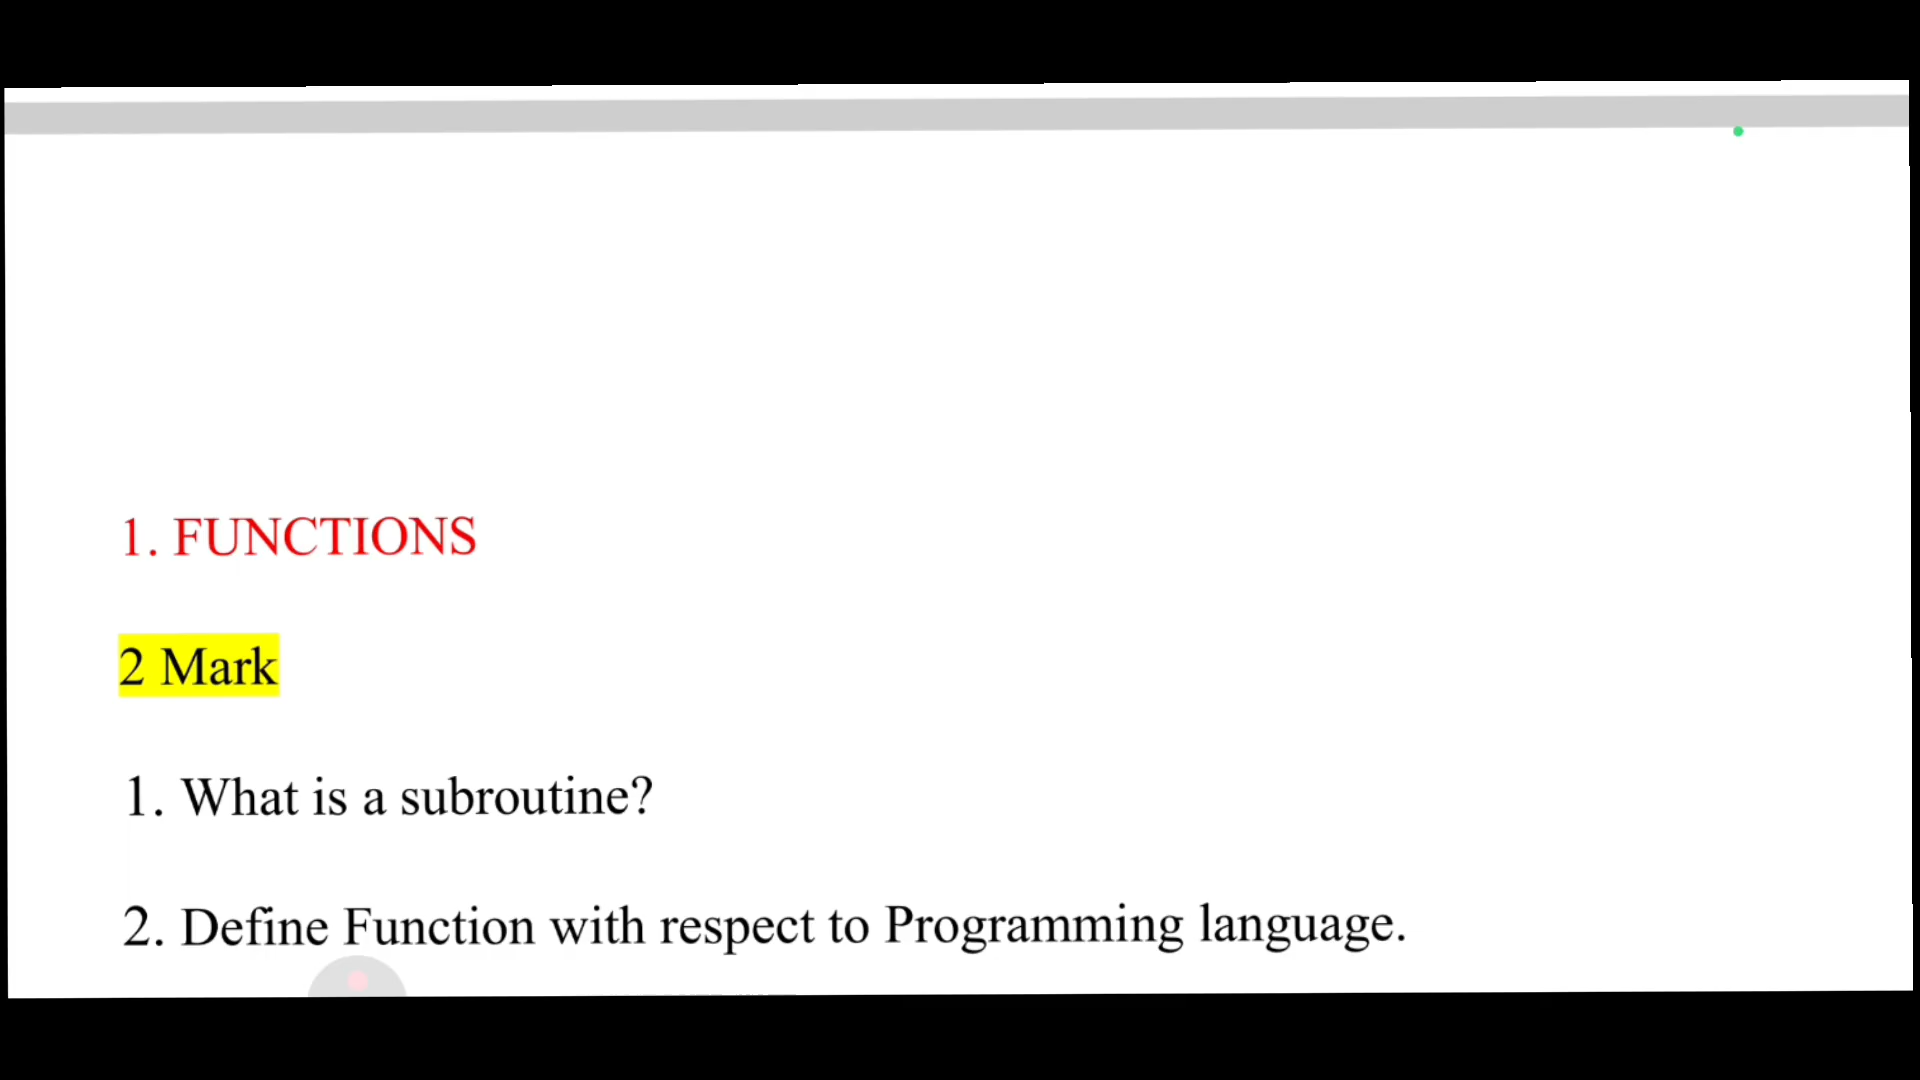 1. FUNCTIONS
2 Mark
1. What is a subroutine?
2. Define Function with respect to Programming language.